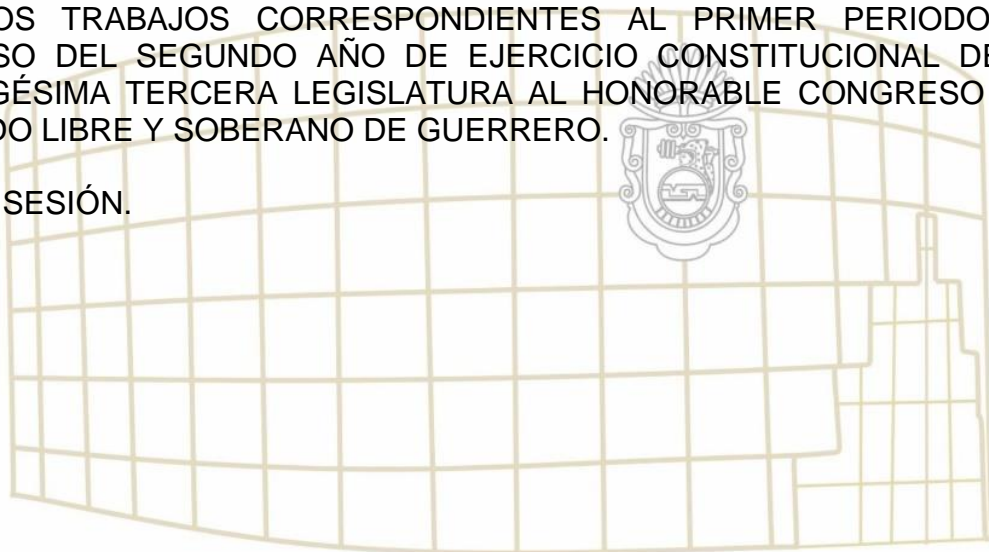 OS TRABAJOS CORRESPONDIENTES AL PRIMER PERIODO
SO DEL SEGUNDO AÑO DE EJERCICIO CONSTITUCIONAL DE
GÉSIMA TERCERA LEGISLATURA AL HONORABLE CONGRESO
DO LIBRE Y SOBERANO DE GUERRERO.
SESIÓN.